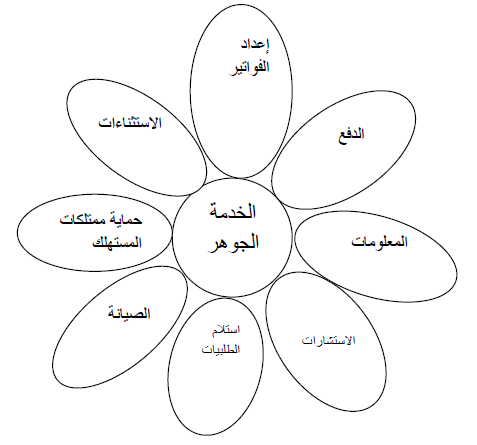 إعداد
الفواتير
الدفع
الاستثناءات
الخدمة
الجوهر
حماية ممتلكات
المستهلك
المعلومات
الصيانة
استلام
الطلبيات
الاستشارات